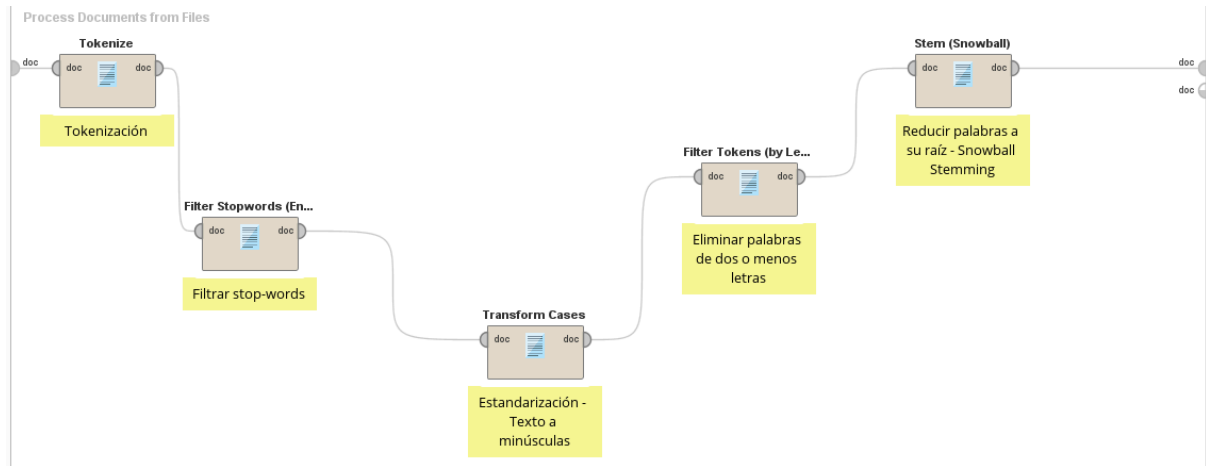 Process Documents from Files
Tokenize
doc
doc
doc
Tokenización
Filter Stopwords (En...
doc
doc
Filtrar stop-words
Transform Cases
doc
doc
Estandarización -
Texto a
minúsculas
Filter Tokens (by Le...
doc
doc
Eliminar palabras
de dos o menos
letras
Stem (Snowball)
doc
doc
Reducir palabras a
su raíz - Snowball
Stemming
doc
doc